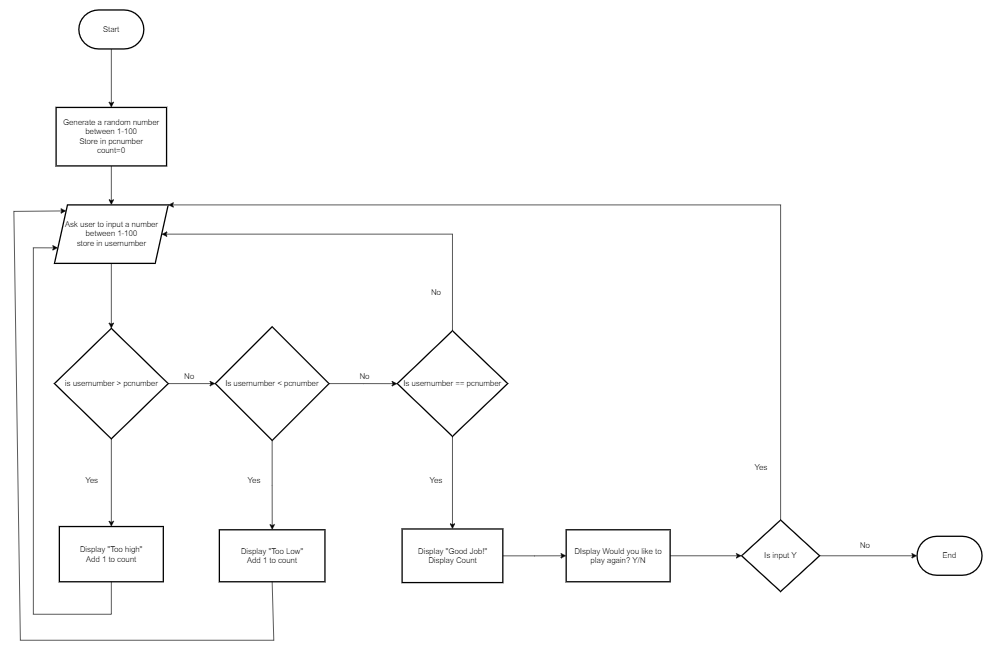 Start
Generate a random number
between 1-100
Store in pcnumber
count=0
Ask user to input a number
between 1-100
store in usernumber
No
is usernumber > pcnumber
No
Is usernumber < pcnumber
No
Is usernumber == pcnumber
Yes
Yes
Yes
Yes
Display "Too high"
Add 1 to count
Display "Too Low"
Add 1 to count
Display "Good Job!"
Display Count
DIsplay Would you like to
play again? Y/N
Is input Y
No
End